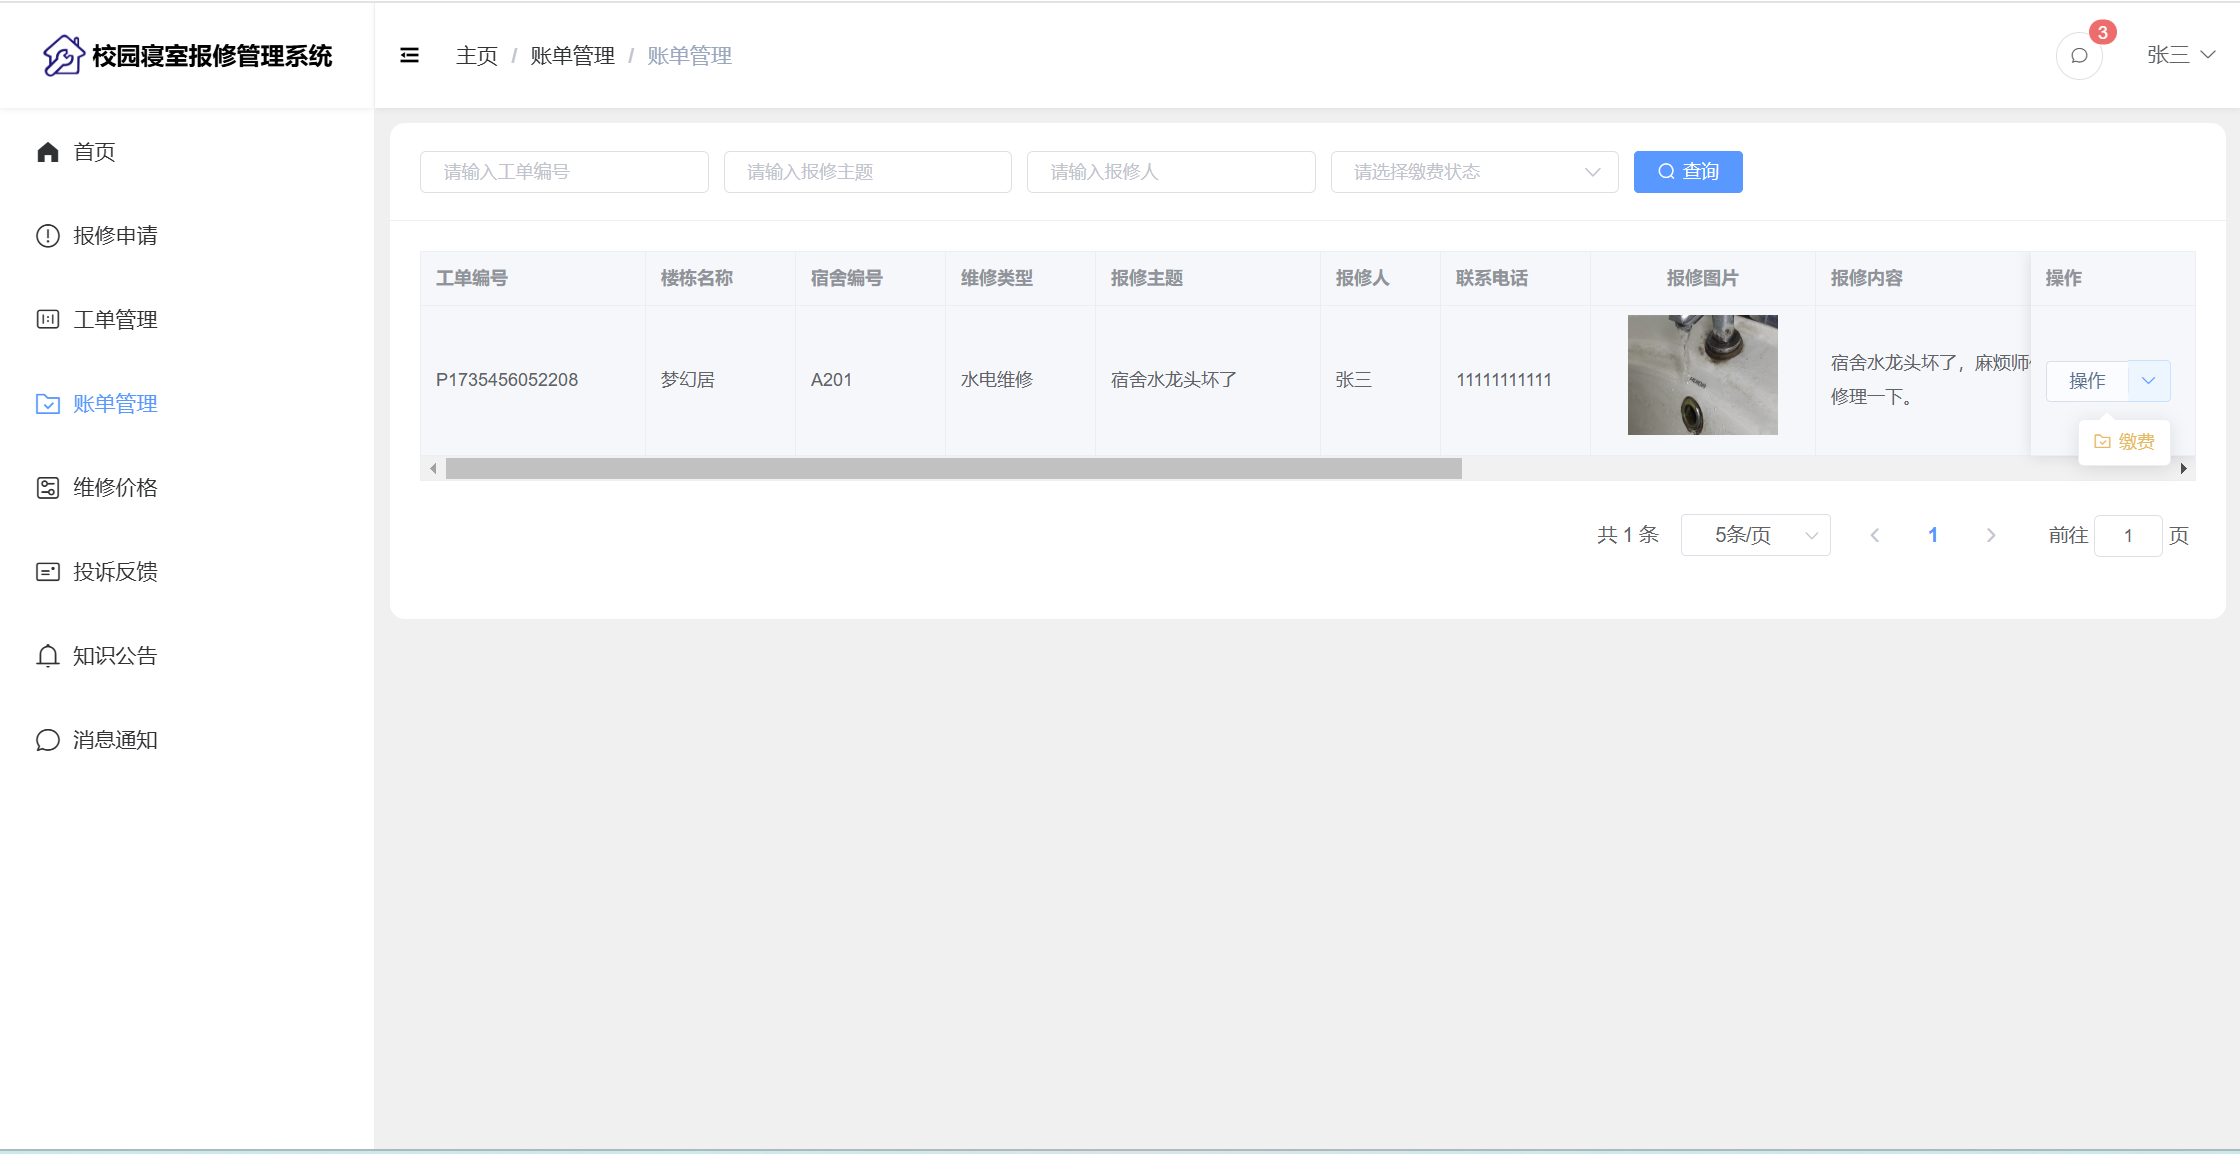 校园寝室报修管理系统
主页 / 账单管理 / 账单管理
3
张三
首页
报修申请
工单管理
账单管理
维修价格
投诉反馈
知识公告
消息通知
请输入工单编号 请输入报修主题 请输入报修人 请选择缴费状态 查询
工单编号 楼栋名称 宿舍编号 维修类型 报修主题 报修人 联系电话 报修图片 报修内容 操作
P1735456052208 梦幻居 A201 水电维修 宿舍水龙头坏了 张三 11111111111 宿舍水龙头坏了，麻烦师 操作
修理一下。
缴费
共 1 条 5条/页 1 前往 1 页